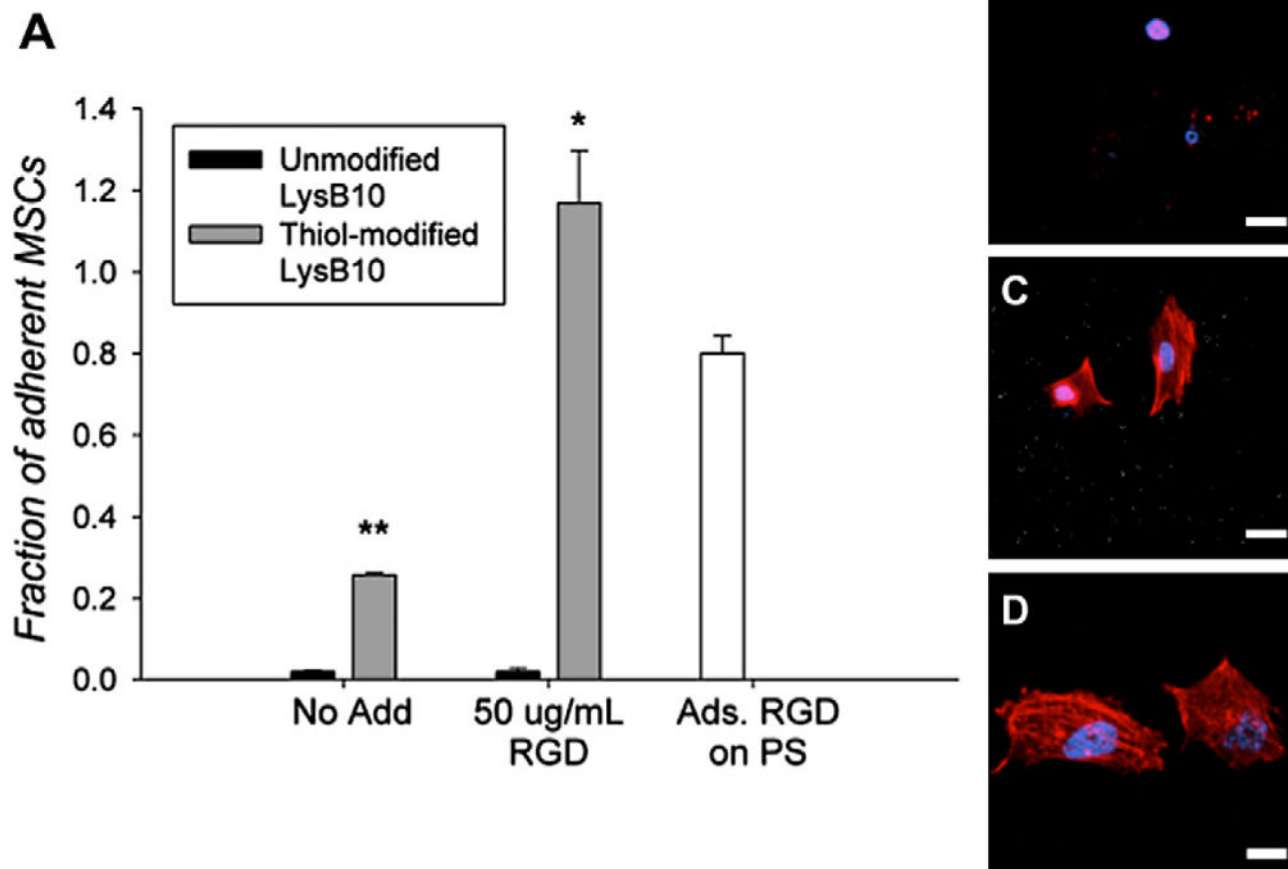 A
Fraction of adherent MSCs
1.4
1.2
1.0
0.8
0.6
0.4
0.2
0.0
Unmodified
LysB10
Thiol-modified
LysB10
**
*
No Add
50 ug/mL
RGD
Ads. RGD
on PS
C
D